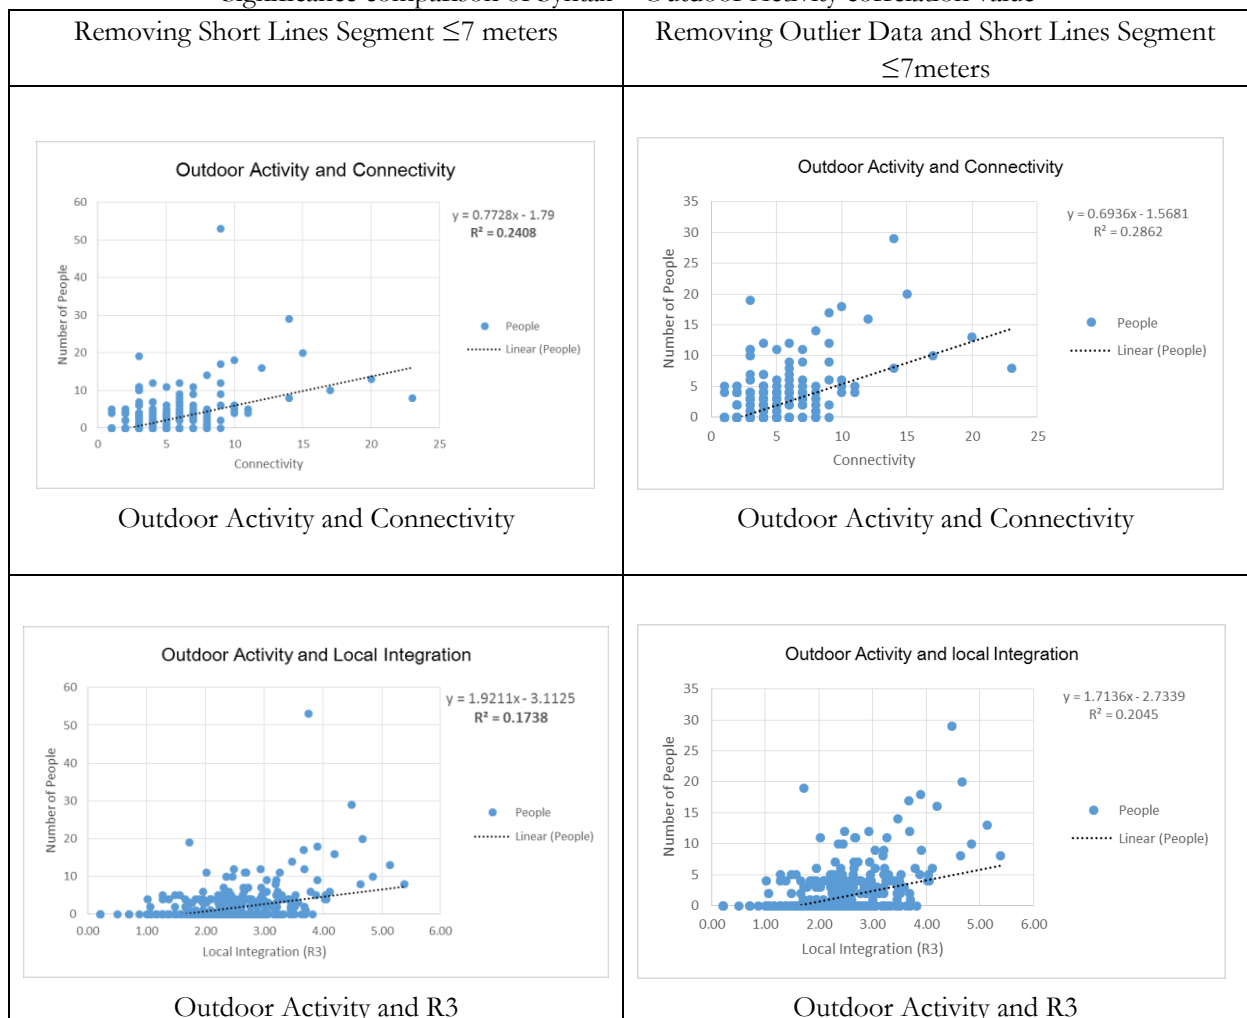 Significance comparison of Syntax – Outdoor Activity correlation value
Removing Short Lines Segment ≤7 meters
Removing Outlier Data and Short Lines Segment
≤7meters
Outdoor Activity and Connectivity
60
50
40
30
20
10
0
0
5
10
15
20
25
Number of People
Connectivity
y = 0.7728x - 1.79
R² = 0.2408
People
Linear (People)
Outdoor Activity and Connectivity
Outdoor Activity and Connectivity
35
30
25
20
15
10
5
0
0
5
10
15
20
25
Number of People
Connectivity
y = 0.6936x - 1.5681
R² = 0.2862
People
Linear (People)
Outdoor Activity and Connectivity
Outdoor Activity and Local Integration
60
50
40
30
20
10
0
0.00
1.00
2.00
3.00
4.00
5.00
6.00
Number of People
Local Integration (R3)
y = 1.9211x - 3.1125
R² = 0.1738
People
Linear (People)
Outdoor Activity and R3
Outdoor Activity and local Integration
35
30
25
20
15
10
5
0
0.00
1.00
2.00
3.00
4.00
5.00
6.00
Number of People
Local Integration (R3)
y = 1.7136x - 2.7339
R² = 0.2045
People
Linear (People)
Outdoor Activity and R3